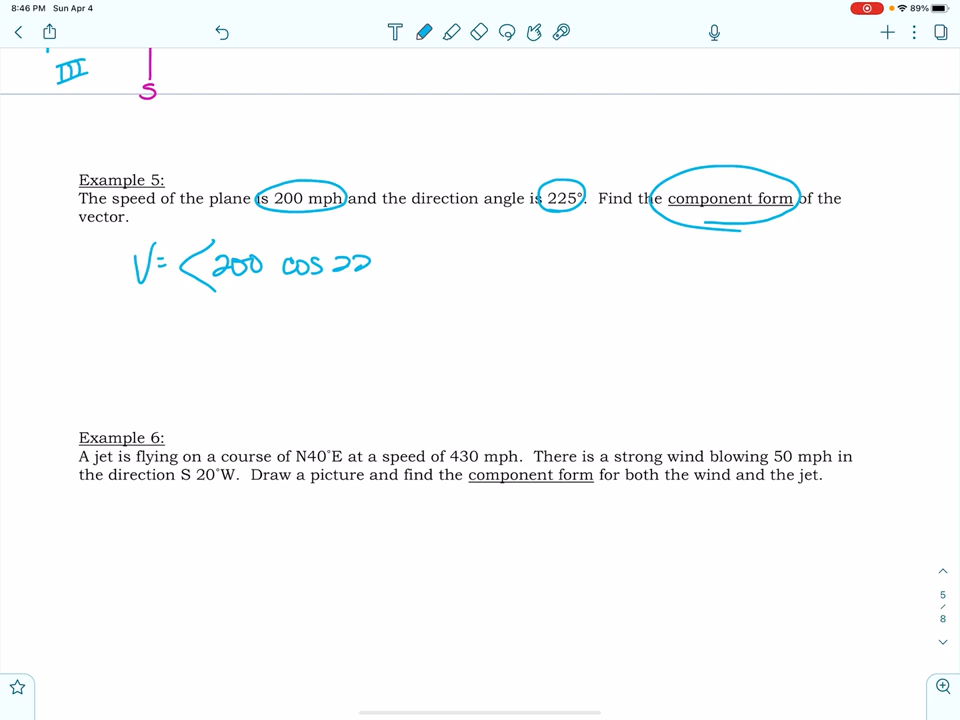 8:46 PM Sun Apr 4
89%
III
S
Example 5:
The speed of the plane is 200 mph and the direction angle is 225°. Find the component form of the
vector.
V = < 200 cos 22
Example 6:
A jet is flying on a course of N40°E at a speed of 430 mph. There is a strong wind blowing 50 mph in
the direction S 20°W. Draw a picture and find the component form for both the wind and the jet.
5
/
8